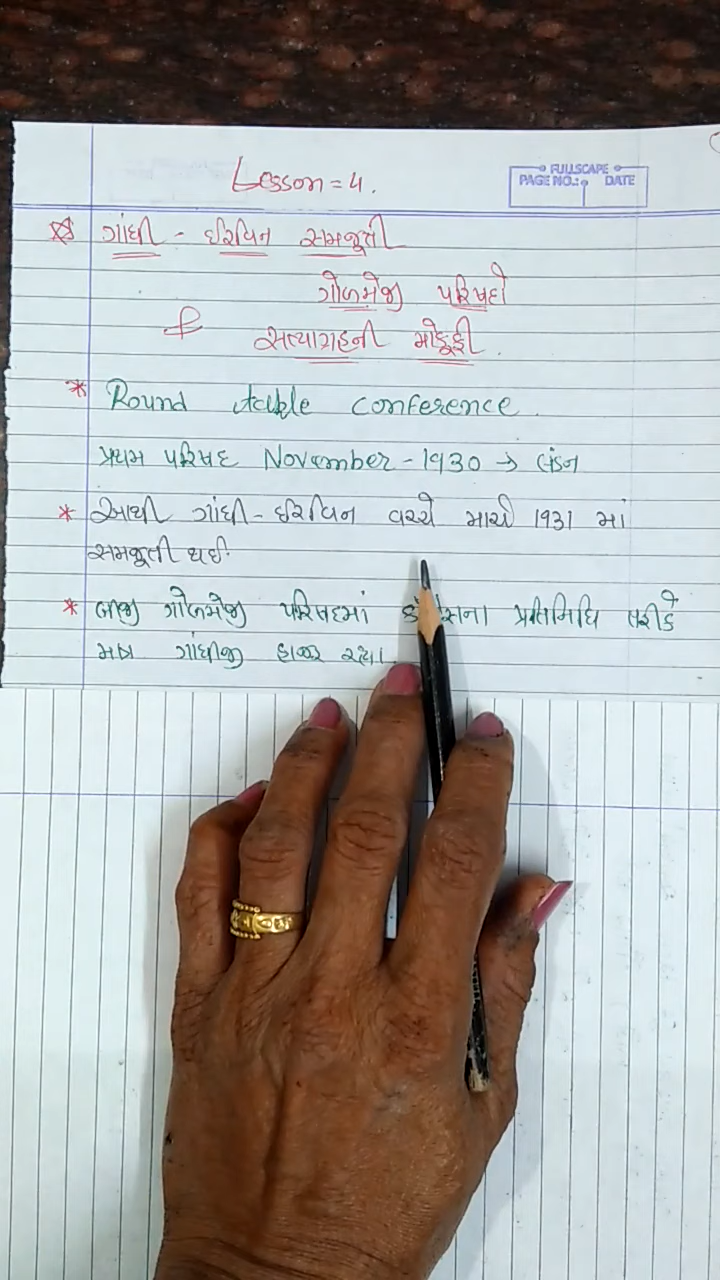 Lesson = 4.
FULLSCAPE
PAGE NO.: DATE
ગાંધી - ઈરવિન સમજૂતી
ગોળમેજી પરિષદો
સત્યાગ્રહની મોકૂફી.
* Round table conference.
પ્રથમ પરિષદ November - 1930 → લંડન
* આથી ગાંધી - ઈરવિન વચ્ચે માર્ચ 1931 માં
સમજૂતી થઈ.
* બીજી ગોળમેજી પરિષદમાં પ્રતિનિધિ તરીકે
માત્ર ગાંધીજી હાજર રહ્યા.